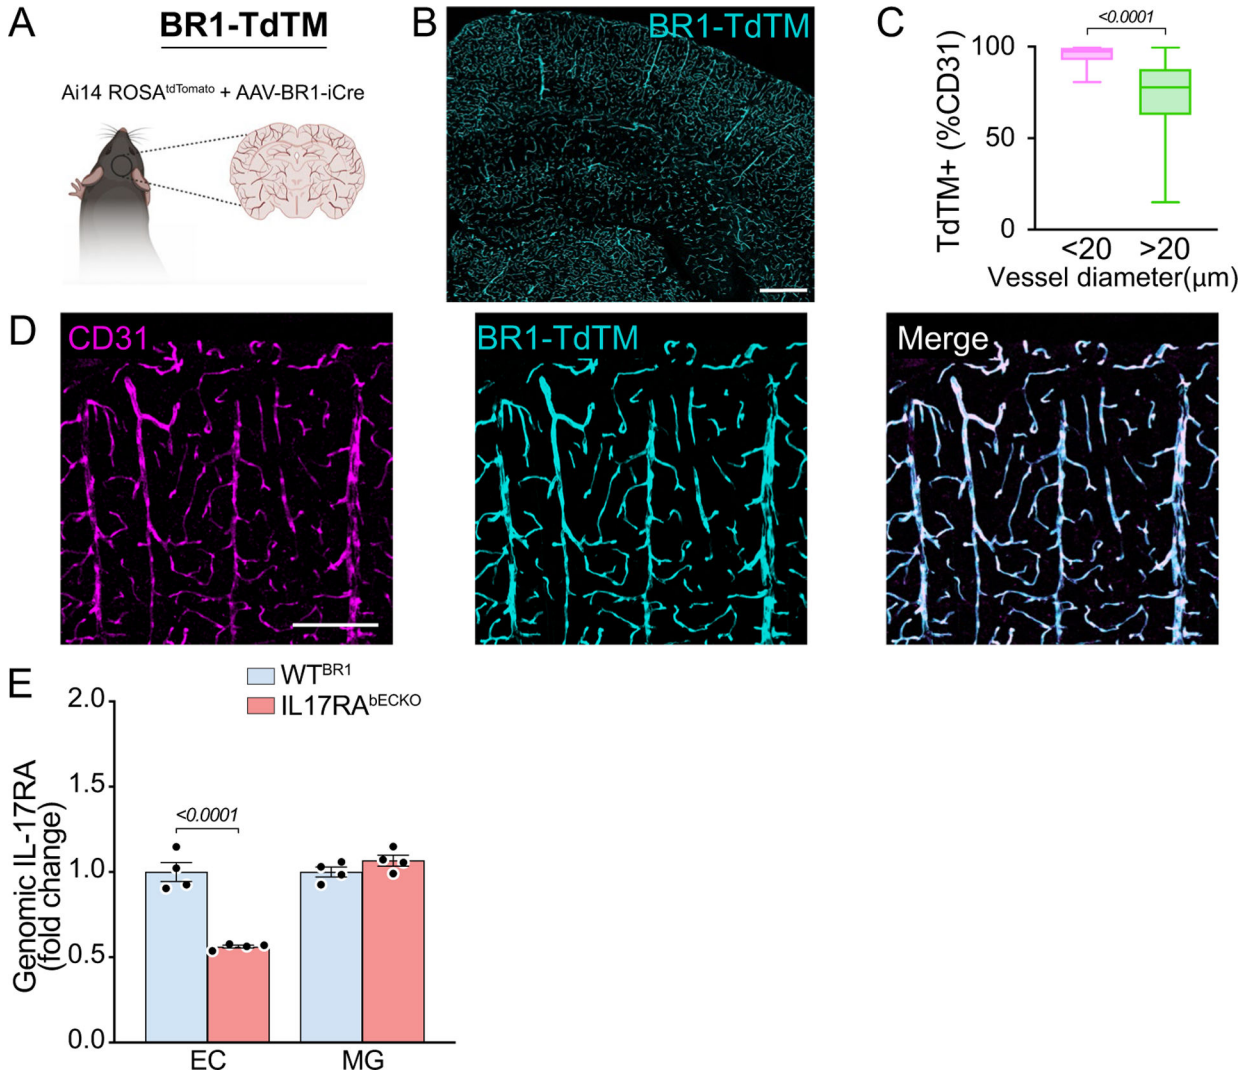 A
BR1-TdTM
Ai14 ROSAtdTomato + AAV-BR1-iCre
B
BR1-TdTM
C
<0.0001
TdTM+ (%CD31)
100
50
0
<20
>20
Vessel diameter(µm)
D
CD31
BR1-TdTM
Merge
E
WTBR1
IL17RAbECKO
Genomic IL-17RA
(fold change)
2.0
1.5
1.0
0.5
0.0
<0.0001
EC
MG